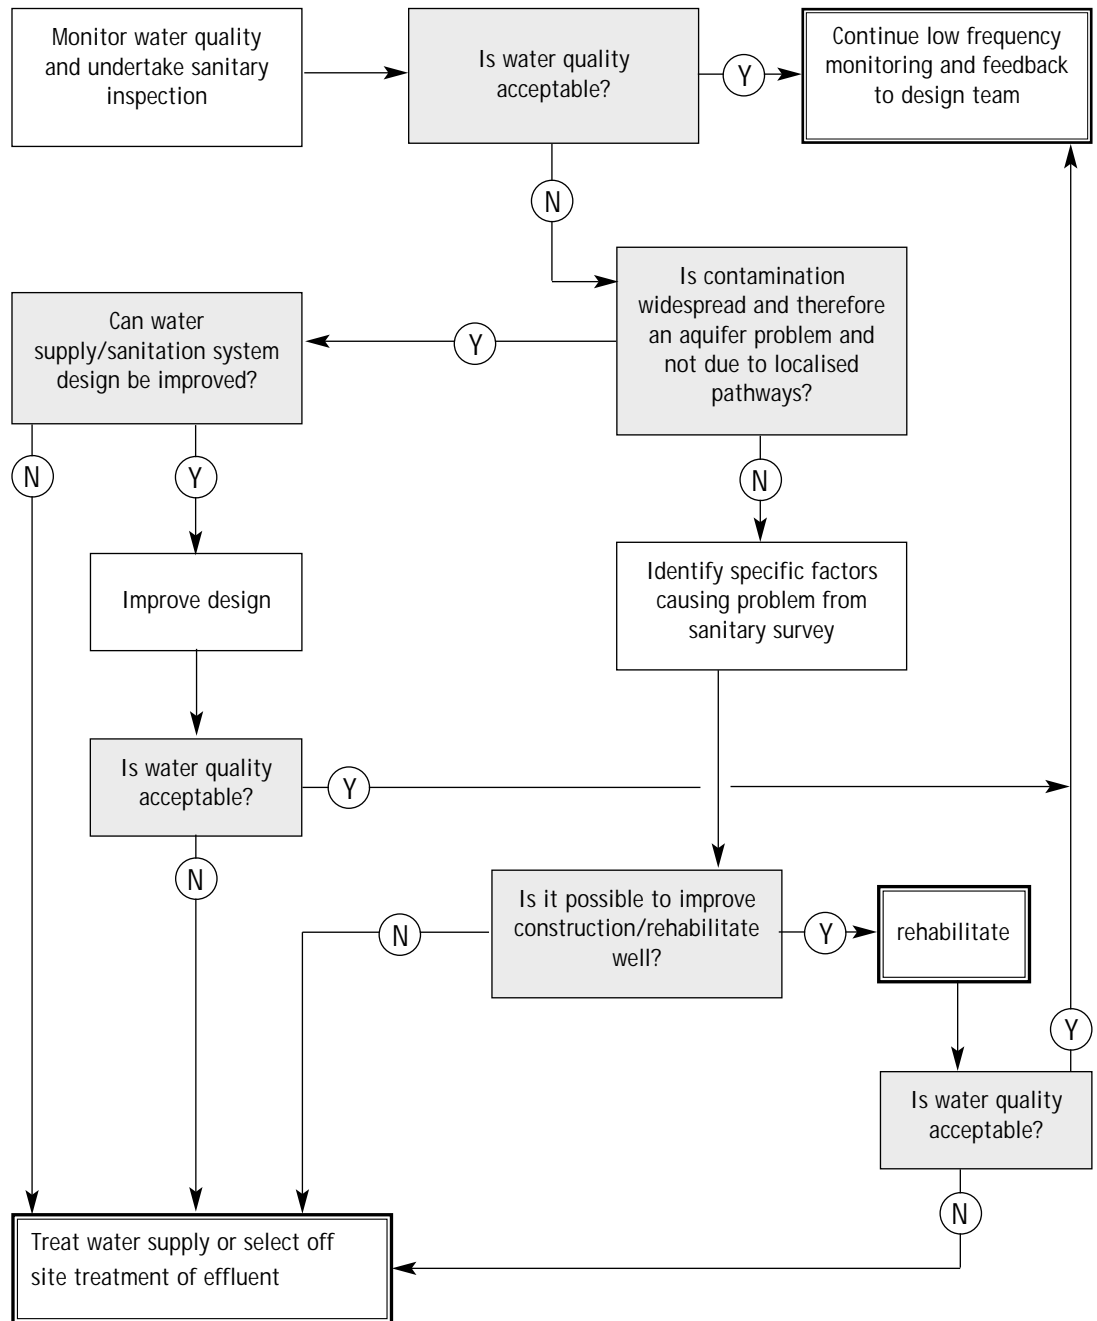 Monitor water quality
and undertake sanitary
inspection
Is water quality
acceptable?
Y
Continue low frequency
monitoring and feedback
to design team
N
Is contamination
widespread and therefore
an aquifer problem and
not due to localised
pathways?
Y
Can water
supply/sanitation system
design be improved?
N
Y
N
Improve design
Identify specific factors
causing problem from
sanitary survey
Is water quality
acceptable?
Y
N
Is it possible to improve
construction/rehabilitate
well?
N
Y
rehabilitate
Y
Is water quality
acceptable?
N
Treat water supply or select off
site treatment of effluent